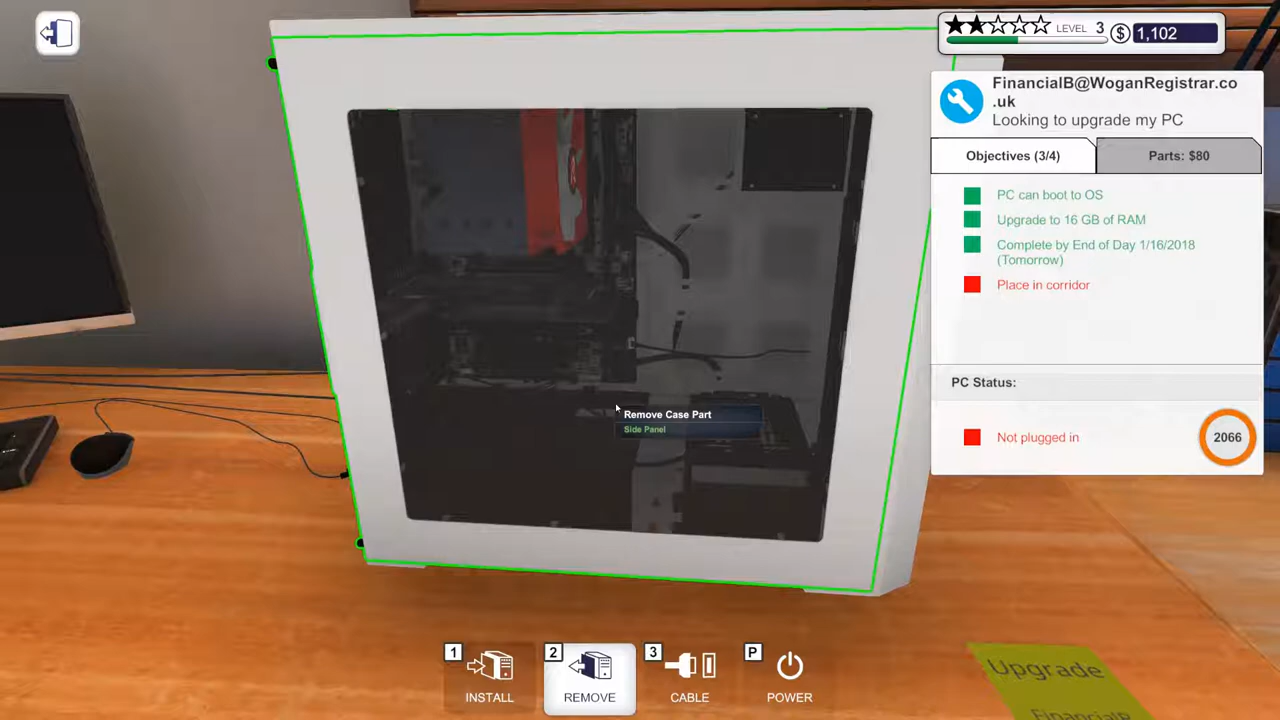 LEVEL 3
$ 1,102
FinancialB@WoganRegistrar.co
.uk
Looking to upgrade my PC
Objectives (3/4)
Parts: $80
PC can boot to OS
Upgrade to 16 GB of RAM
Complete by End of Day 1/16/2018
(Tomorrow)
Place in corridor
PC Status:
Not plugged in
2066
Remove Case Part
Side Panel
1
INSTALL
2
REMOVE
3
CABLE
P
POWER
Upgrade
FinancialB